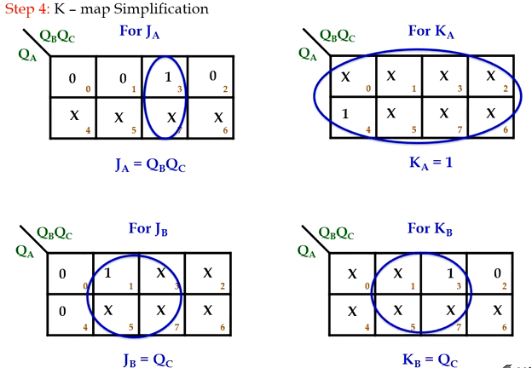 Step 4: K – map Simplification
For JA
For KA
QBQC
QBQC
QA
QA
0 0 1 0
0 1 3 2
X X X X
4 5 7 6
X X X X
0 1 3 2
1 X X X
4 5 7 6
JA = QBQC
KA = 1
For JB
For KB
QBQC
QBQC
QA
QA
0 1 X X
0 1 3 2
0 X X X
4 5 7 6
X X 1 0
0 1 3 2
X X X X
4 5 7 6
JB = QC
KB = QC